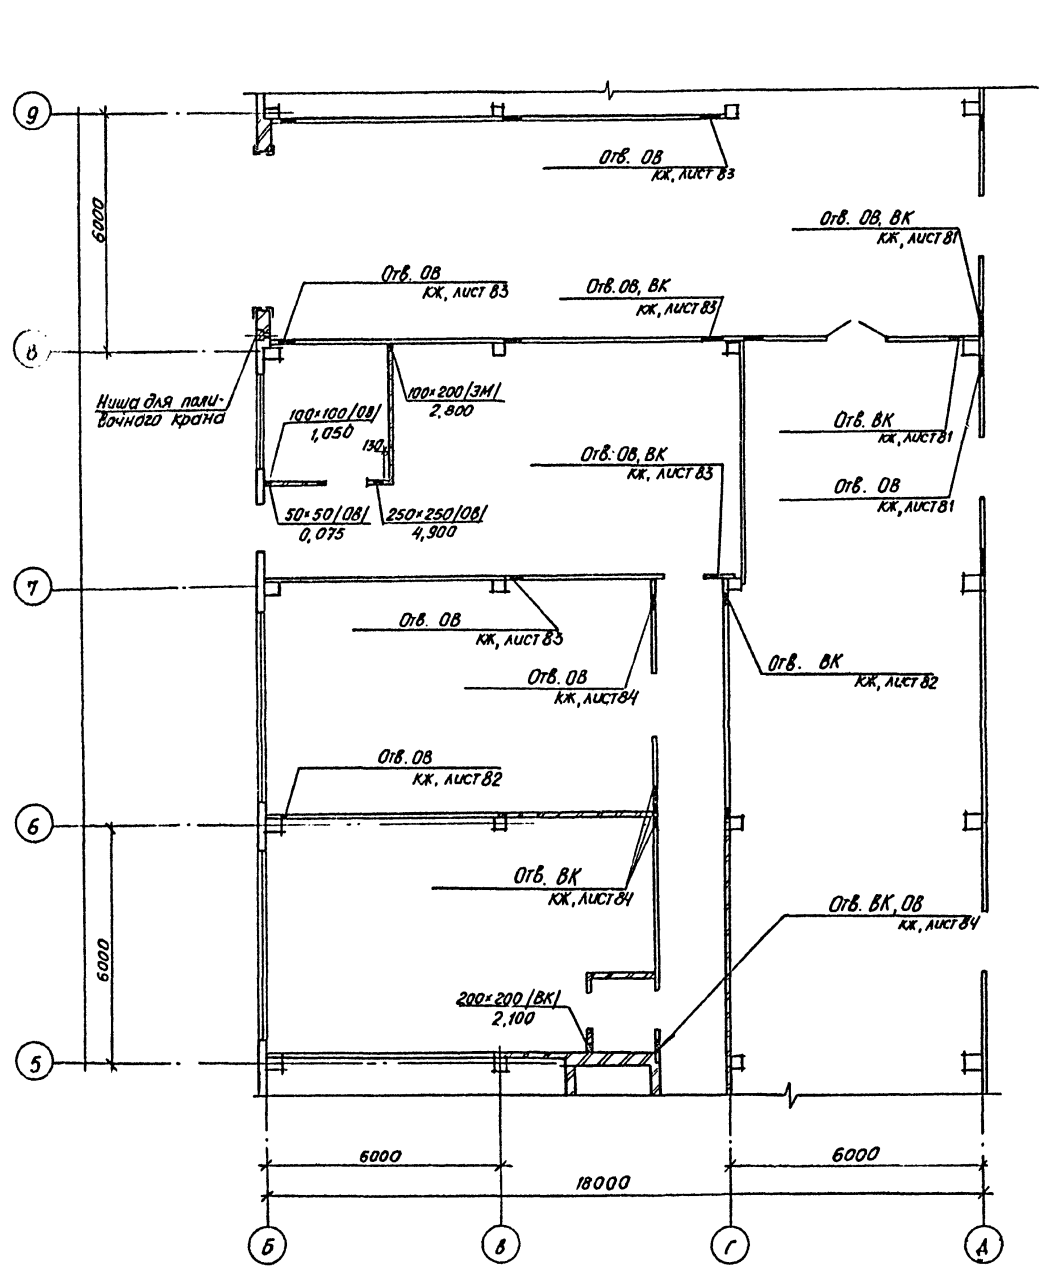 9
Отв. ОВ
КЖ, лист 83
6000
Отв. ОВ, ВК
КЖ, лист 81
Отв. ОВ
КЖ, лист 83
Отв. ОВ, ВК
КЖ, лист 83
8
Ниша для поли-
вочного крана
100×200/ЭМ/
2,800
100×100/ОВ/
1,050
130
Отв. ВК
КЖ, лист 81
Отв. ОВ, ВК
КЖ, лист 83
Отв. ОВ
КЖ, лист 81
50×50/ОВ/
0,075
250×250/ОВ/
4,900
7
Отв. ОВ
КЖ, лист 83
Отв. ОВ
КЖ, лист 84
Отв. ВК
КЖ, лист 82
Отв. ОВ
КЖ, лист 82
6
Отв. ВК
КЖ, лист 84
Отв. ВК, ОВ
КЖ, лист 84
6000
200×200/ВК/
2,100
5
6000
6000
18000
Б
В
Г
Д